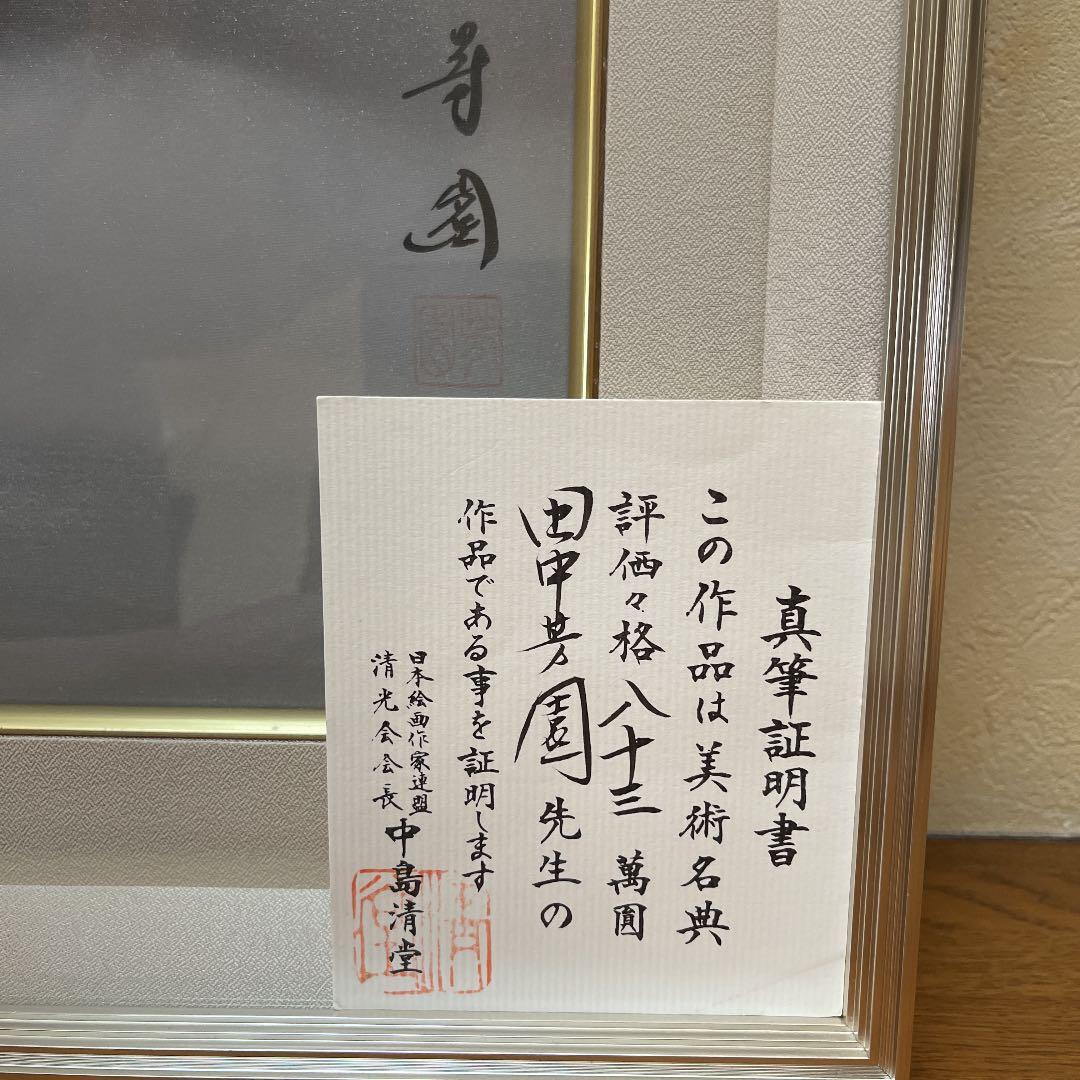 真筆証明書
この作品は美術名典
評価々格八十三萬圓
田中芳園先生の
作品である事を証明します
日本絵画作家連盟
清光会会長 中島清堂
芳園